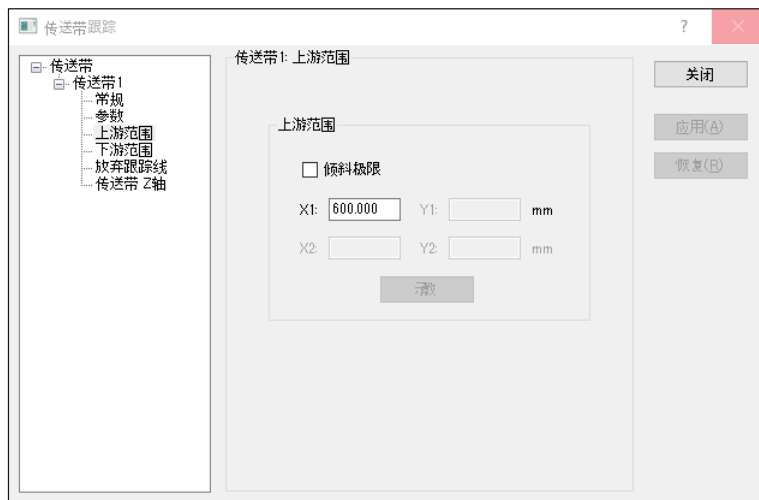 传送带跟踪
?
传送带
传送带1
常规
参数
上游范围
下游范围
放弃跟踪线
传送带 Z轴
传送带1: 上游范围
上游范围
倾斜极限
X1: 600.000 Y1: mm
X2: Y2: mm
示教
关闭
应用(A)
恢复(R)